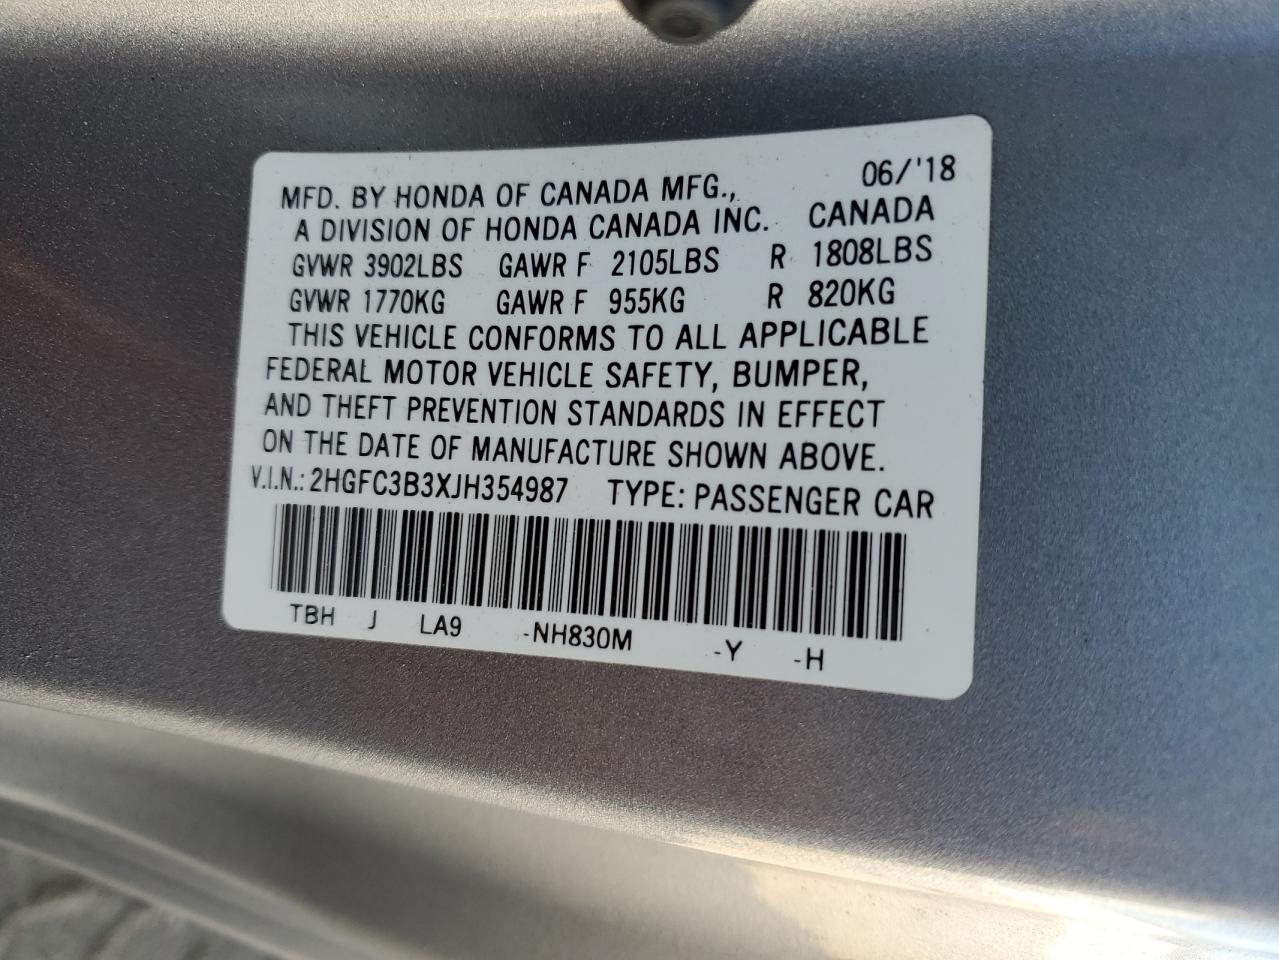 06/'18
MFD. BY HONDA OF CANADA MFG.,
A DIVISION OF HONDA CANADA INC. CANADA
GVWR 3902LBS GAWR F 2105LBS R 1808LBS
GVWR 1770KG GAWR F 955KG R 820KG
THIS VEHICLE CONFORMS TO ALL APPLICABLE
FEDERAL MOTOR VEHICLE SAFETY, BUMPER,
AND THEFT PREVENTION STANDARDS IN EFFECT
ON THE DATE OF MANUFACTURE SHOWN ABOVE.
V.I.N.: 2HGFC3B3XJH354987 TYPE: PASSENGER CAR
TBH J LA9 -NH830M -Y -H